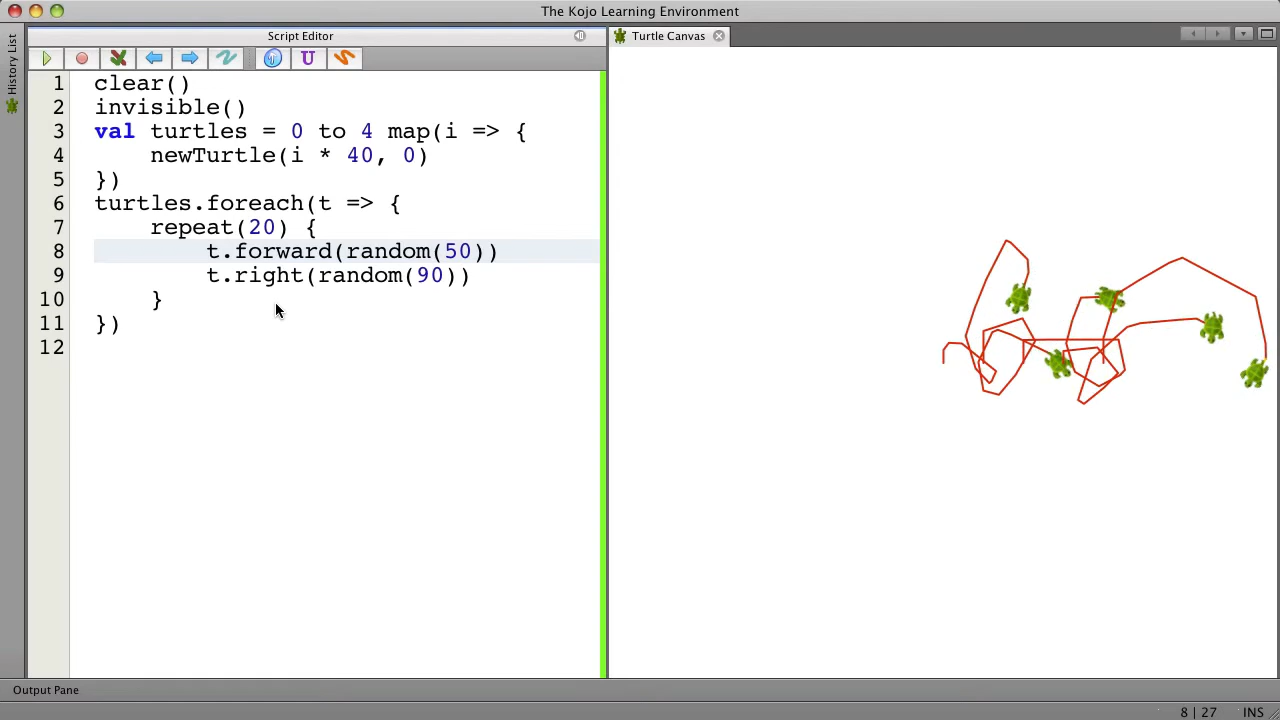 The Kojo Learning Environment
History List
Script Editor
Turtle Canvas
U
1 clear()
2 invisible()
3 val turtles = 0 to 4 map(i => {
4     newTurtle(i * 40, 0)
5 })
6 turtles.foreach(t => {
7     repeat(20) {
8         t.forward(random(50))
9         t.right(random(90))
10     }
11 })
12
Output Pane
8 | 27 INS